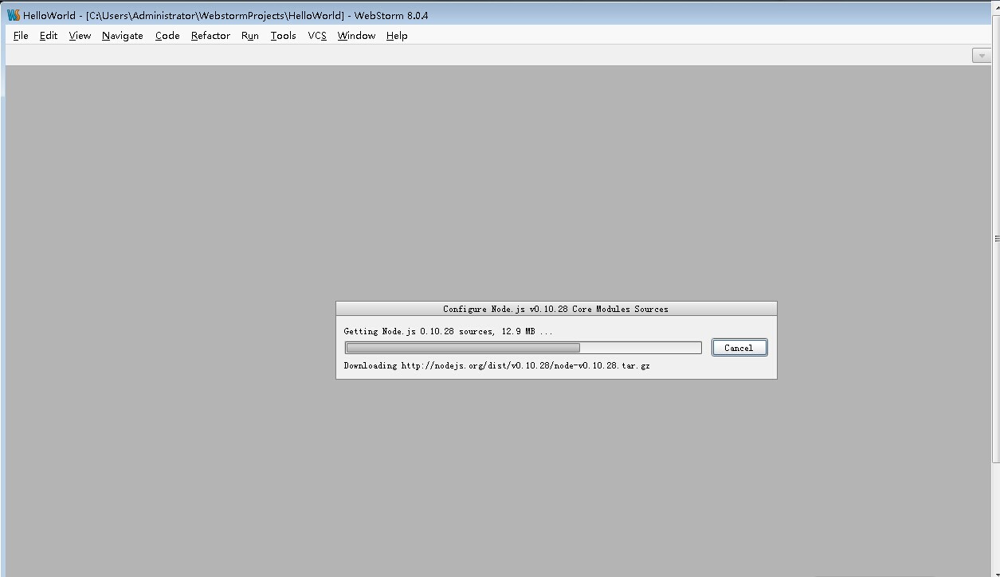 HelloWorld - [C:\Users\Administrator\WebstormProjects\HelloWorld] - WebStorm 8.0.4
File Edit View Navigate Code Refactor Run Tools VCS Window Help
Configure Node.js v0.10.28 Core Modules Sources
Getting Node.js 0.10.28 sources, 12.9 MB ...
Cancel
Downloading http://nodejs.org/dist/v0.10.28/node-v0.10.28.tar.gz